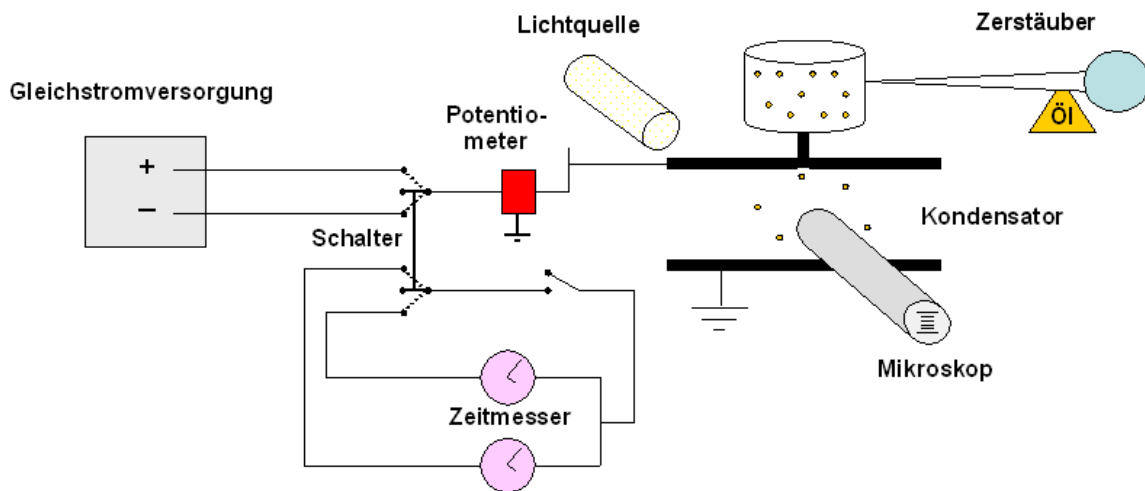 Lichtquelle
Zerstäuber
Gleichstromversorgung
Potentio-
meter
Öl
+
−
Schalter
Kondensator
Mikroskop
Zeitmesser